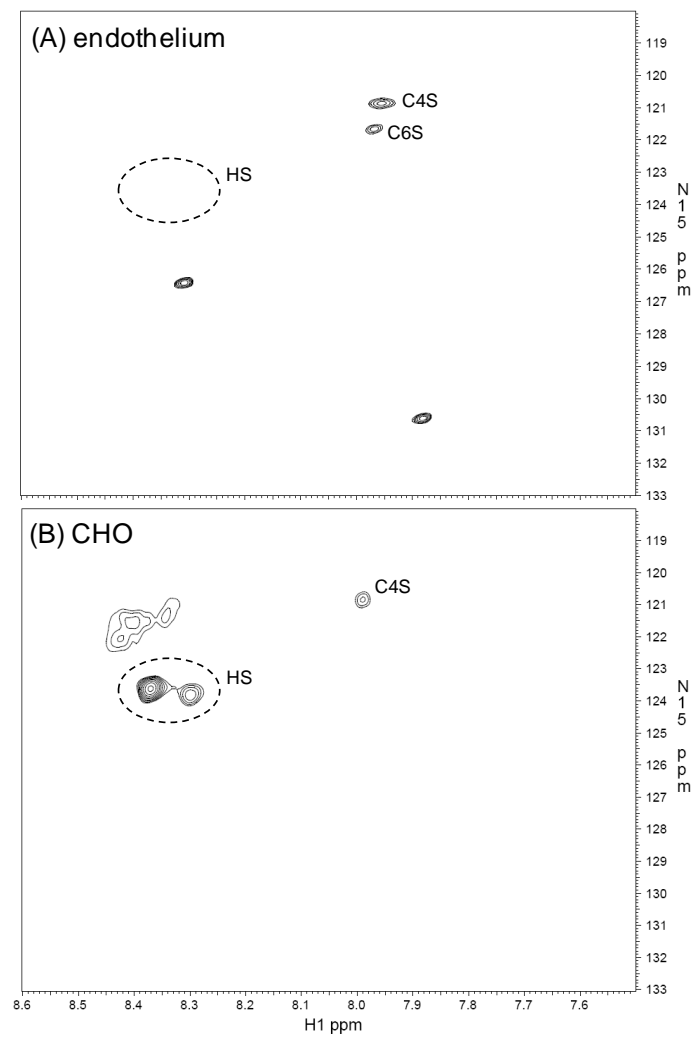 (A) endothelium
119
120
C4S
121
C6S
122
HS
123
124
125
126
127
128
129
130
131
132
133
N
1
5
p
p
m
(B) CHO
119
120
C4S
121
122
HS
123
124
125
126
127
128
129
130
131
132
133
N
1
5
p
p
m
8.6 8.5 8.4 8.3 8.2 8.1 8.0 7.9 7.8 7.7 7.6
H1 ppm